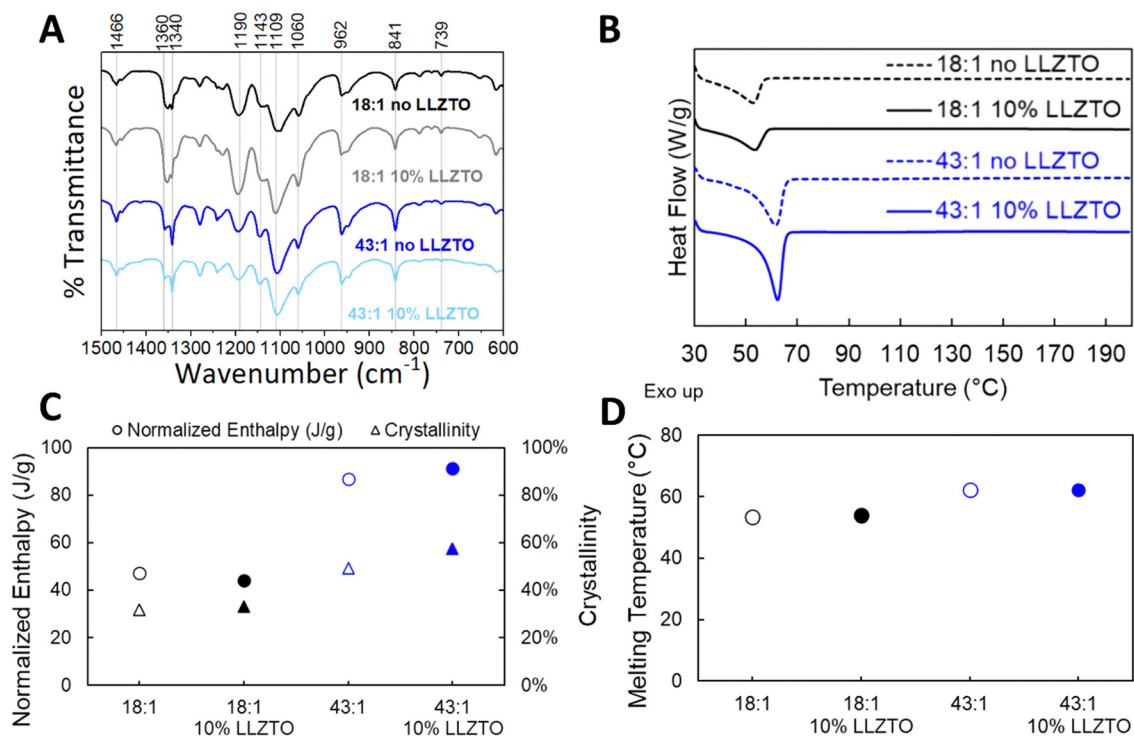 A
1466
1360
1340
1190
1143
1109
1060
962
841
739
18:1 no LLZTO
18:1 10% LLZTO
43:1 no LLZTO
43:1 10% LLZTO
% Transmittance
1500 1400 1300 1200 1100 1000 900 800 700 600
Wavenumber (cm⁻¹)
B
18:1 no LLZTO
18:1 10% LLZTO
43:1 no LLZTO
43:1 10% LLZTO
Heat Flow (W/g)
30 50 70 90 110 130 150 170 190
Exo up
Temperature (°C)
C
Normalized Enthalpy (J/g) Crystallinity
100
80
60
40
20
0
Normalized Enthalpy (J/g)
100%
80%
60%
40%
20%
0%
Crystallinity
18:1
18:1
10% LLZTO
43:1
43:1
10% LLZTO
D
80
60
40
20
0
Melting Temperature (°C)
18:1
18:1
10% LLZTO
43:1
43:1
10% LLZTO